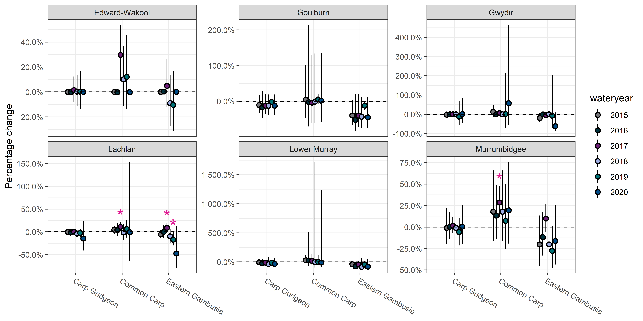 Edward-Wakool
Goulburn
Gwydir
40.0%
20.0%
0.0%
20.0%
200.0%
100.0%
0.0%
400.0%
300.0%
200.0%
100.0%
0.0%
-100.0%
Percentage change
Lachlan
Lower Murray
Murrumbidgee
150.0%
100.0%
50.0%
0.0%
-50.0%
1500.0%
1000.0%
500.0%
0.0%
75.0%
50.0%
25.0%
0.0%
-25.0%
50.0%
*
*
*
*
Carp Gudgeon
Common Carp
Eastern Gambusia
Carp Gudgeon
Common Carp
Eastern Gambusia
Carp Gudgeon
Common Carp
Eastern Gambusia
wateryear
2015
2016
2017
2018
2019
2020